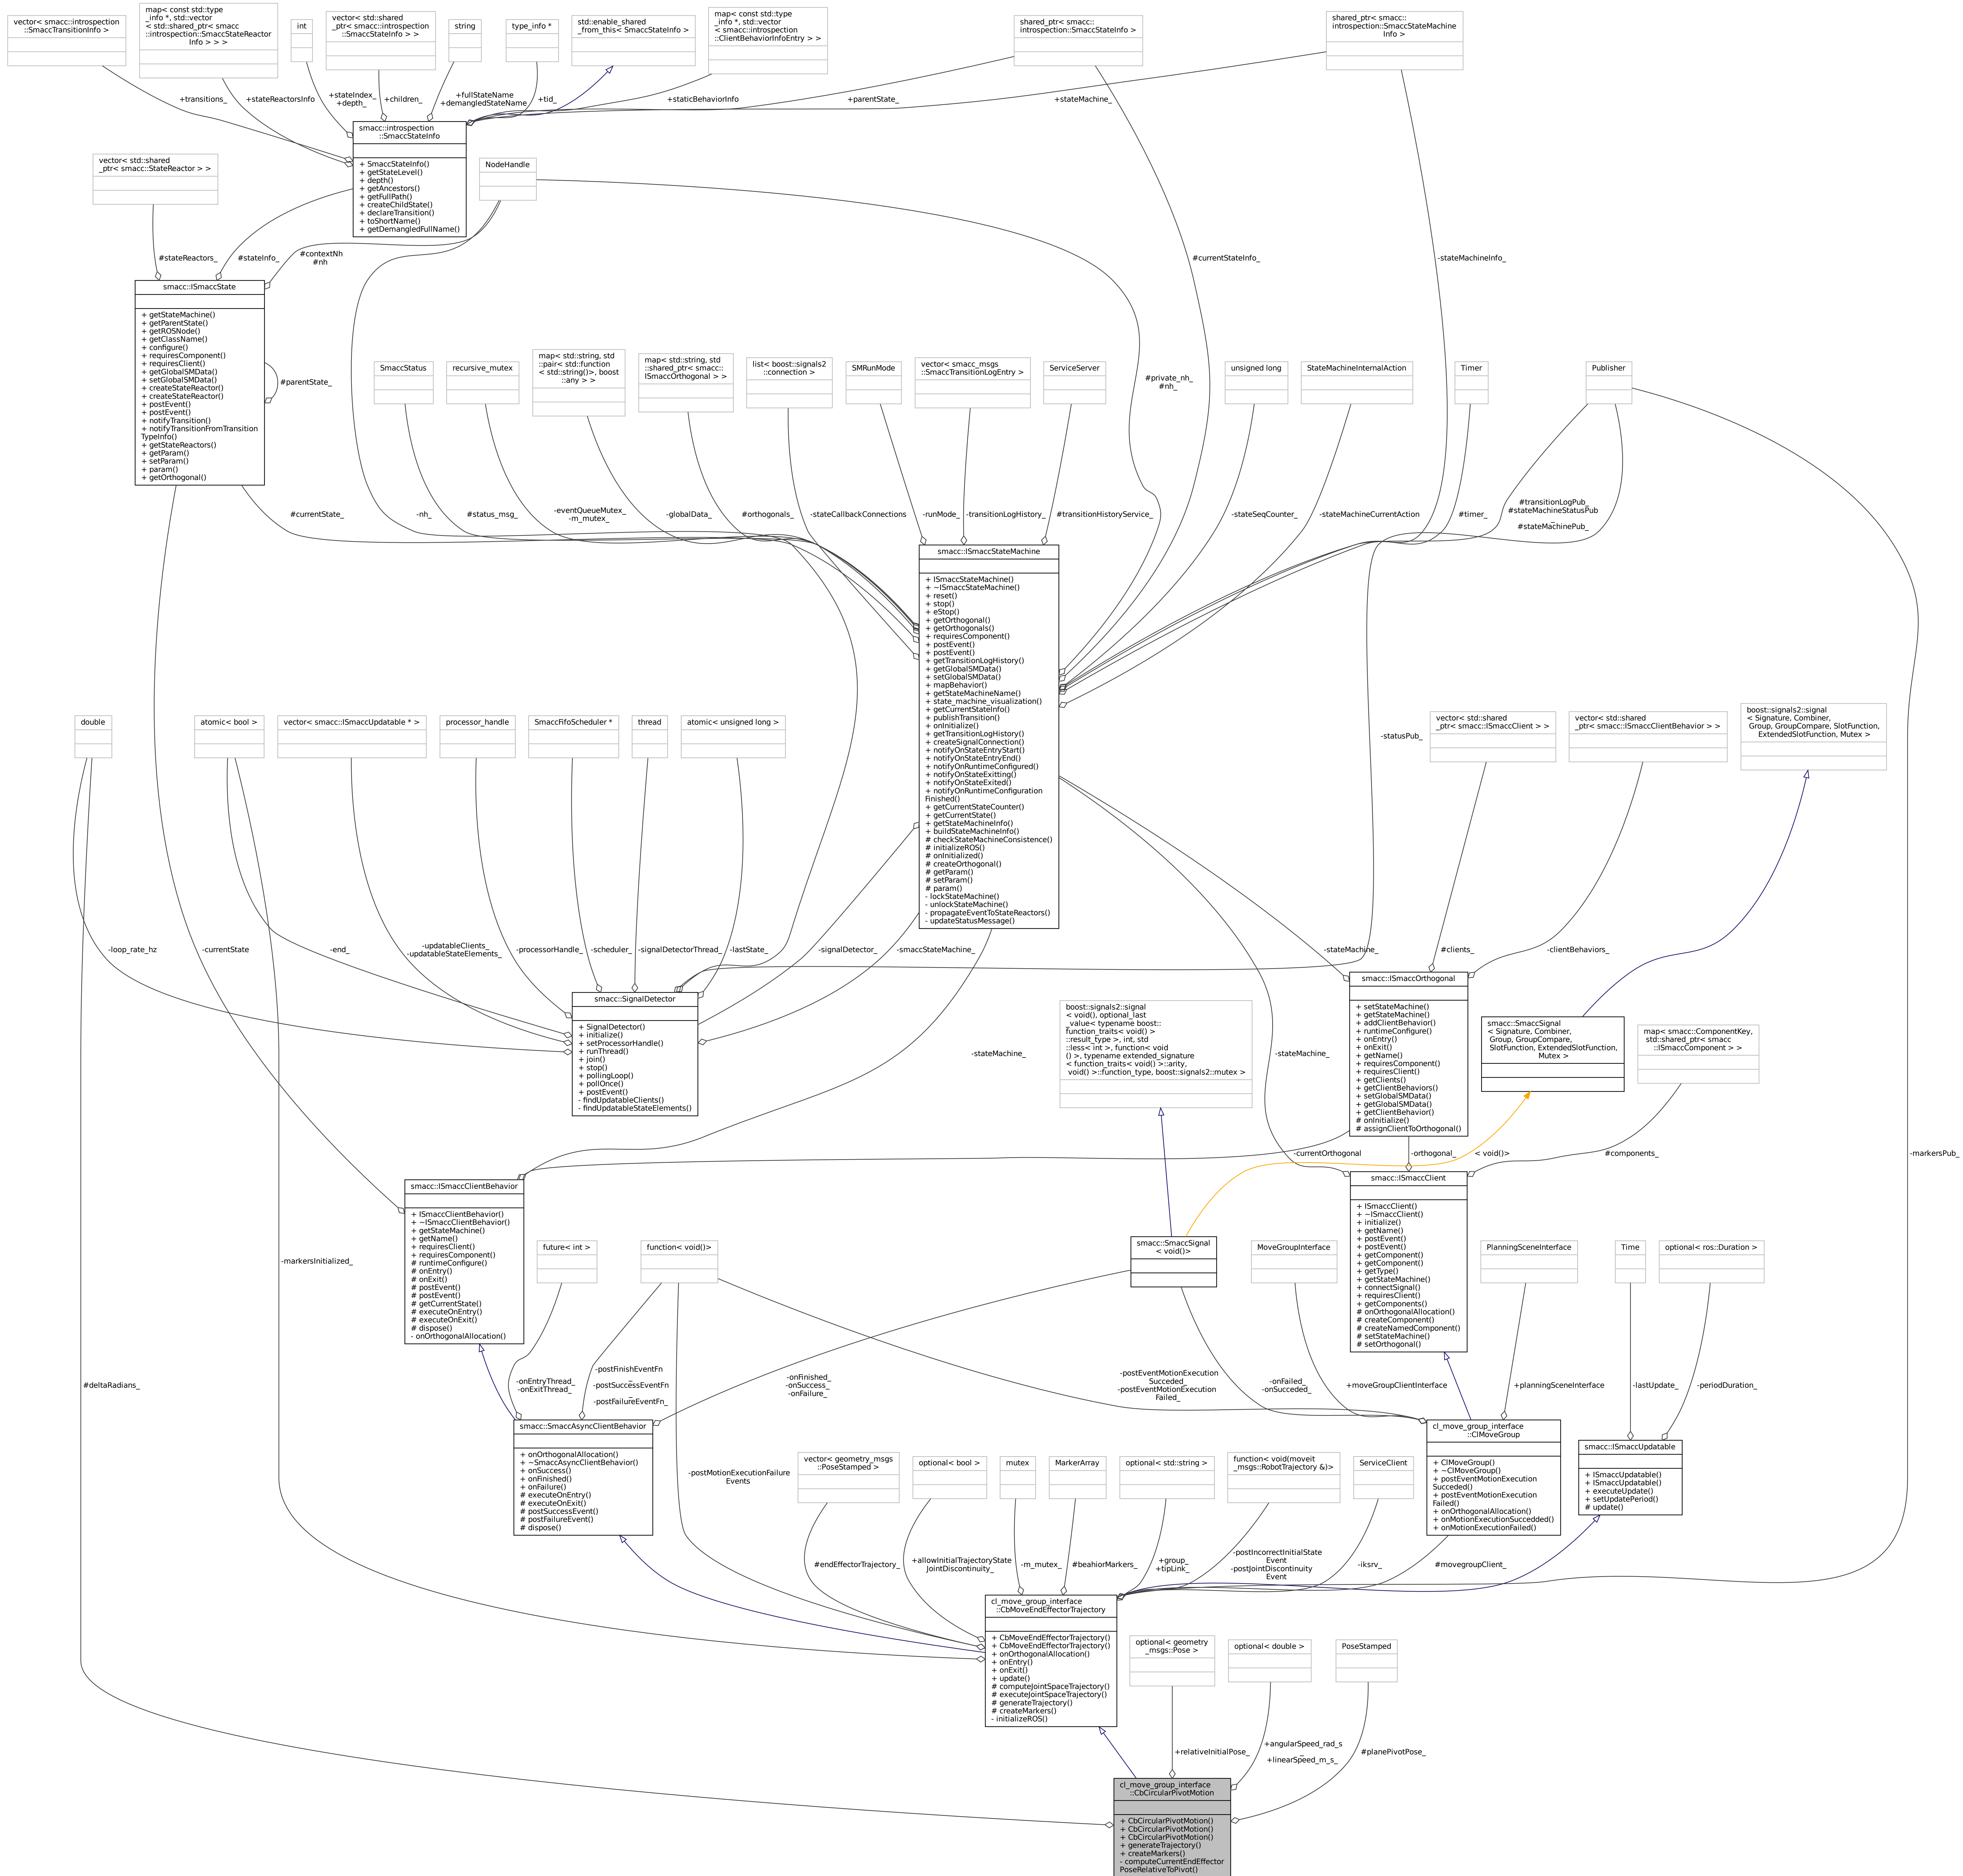 vector< smacc::introspection
::SmaccTransitionInfo >
map< const std::type
_info *, std::vector
< std::shared_ptr< smacc
::introspection::SmaccStateReactor
Info > > >
int
vector< std::shared
_ptr< smacc::introspection
::SmaccStateInfo > >
string
type_info *
std::enable_shared
_from_this< SmaccStateInfo >
map< const std::type
_info *, std::vector
< smacc::introspection
::ClientBehaviorInfoEntry > >
shared_ptr< smacc::
introspection::SmaccStateInfo >
shared_ptr< smacc::
introspection::SmaccStateMachine
Info >
+transitions_
+stateReactorsInfo
+stateIndex_
+depth_
+children_
+fullStateName
+demangledStateName
+tid_
+staticBehaviorInfo
+parentState_
+stateMachine_
smacc::introspection
::SmaccStateInfo
+ SmaccStateInfo()
+ getStateLevel()
+ depth()
+ getAncestors()
+ getFullPath()
+ createChildState()
+ declareTransition()
+ toShortName()
+ getDemangledFullName()
vector< std::shared
_ptr< smacc::StateReactor > >
NodeHandle
#stateReactors_
#stateInfo_
#contextNh
#nh
#currentStateInfo_
-stateMachineInfo_
smacc::ISmaccState
+ getStateMachine()
+ getParentState()
+ getROSNode()
+ getClassName()
+ configure()
+ requiresComponent()
+ requiresClient()
+ getGlobalSMData()
+ setGlobalSMData()
+ createStateReactor()
+ createStateReactor()
+ postEvent()
+ postEvent()
+ notifyTransition()
+ notifyTransitionFromTransition
TypeInfo()
+ getStateReactors()
+ getParam()
+ setParam()
+ param()
+ getOrthogonal()
#parentState_
SmaccStatus
recursive_mutex
map< std::string, std
::pair< std::function
< std::string()>, boost
::any > >
map< std::string, std
::shared_ptr< smacc::
ISmaccOrthogonal > >
list< boost::signals2
::connection >
SMRunMode
vector< smacc_msgs
::SmaccTransitionLogEntry >
ServiceServer
#private_nh_
#nh_
unsigned long
StateMachineInternalAction
Timer
Publisher
#currentState_
-nh_
#status_msg_
-eventQueueMutex_
-m_mutex_
-globalData_
#orthogonals_
-stateCallbackConnections
-runMode_
-transitionLogHistory_
#transitionHistoryService_
-stateSeqCounter_
-stateMachineCurrentAction
#timer_
#transitionLogPub_
#stateMachineStatusPub
_
#stateMachinePub_
smacc::ISmaccStateMachine
+ ISmaccStateMachine()
+ ~ISmaccStateMachine()
+ reset()
+ stop()
+ eStop()
+ getOrthogonal()
+ getOrthogonals()
+ requiresComponent()
+ postEvent()
+ postEvent()
+ getTransitionLogHistory()
+ getGlobalSMData()
+ setGlobalSMData()
+ mapBehavior()
+ getStateMachineName()
+ state_machine_visualization()
+ getCurrentStateInfo()
+ publishTransition()
+ onInitialize()
+ getTransitionLogHistory()
+ createSignalConnection()
+ notifyOnStateEntryStart()
+ notifyOnStateEntryEnd()
+ notifyOnRuntimeConfigured()
+ notifyOnStateExitting()
+ notifyOnStateExited()
+ notifyOnRuntimeConfiguration
Finished()
+ getCurrentStateCounter()
+ getCurrentState()
+ getStateMachineInfo()
+ buildStateMachineInfo()
# checkStateMachineConsistence()
# initializeROS()
# onInitialized()
# createOrthogonal()
# getParam()
# setParam()
# param()
- lockStateMachine()
- unlockStateMachine()
- propagateEventToStateReactors()
- updateStatusMessage()
double
atomic< bool >
vector< smacc::ISmaccUpdatable * >
processor_handle
SmaccFifoScheduler *
thread
atomic< unsigned long >
-statusPub_
vector< std::shared
_ptr< smacc::ISmaccClient > >
vector< std::shared
_ptr< smacc::ISmaccClientBehavior > >
boost::signals2::signal
< Signature, Combiner,
Group, GroupCompare, SlotFunction,
ExtendedSlotFunction, Mutex >
-loop_rate_hz
-end_
-currentState
-updatableClients_
-updatableStateElements_
-processorHandle_
-scheduler_
-signalDetectorThread_
-lastState_
-signalDetector_
-smaccStateMachine_
-stateMachine_
#clients_
-clientBehaviors_
smacc::SignalDetector
+ SignalDetector()
+ initialize()
+ setProcessorHandle()
+ runThread()
+ join()
+ stop()
+ pollingLoop()
+ pollOnce()
+ postEvent()
- findUpdatableClients()
- findUpdatableStateElements()
smacc::ISmaccOrthogonal
+ setStateMachine()
+ getStateMachine()
+ addClientBehavior()
+ runtimeConfigure()
+ onEntry()
+ onExit()
+ getName()
+ requiresComponent()
+ requiresClient()
+ getClients()
+ getClientBehaviors()
+ setGlobalSMData()
+ getGlobalSMData()
+ getClientBehavior()
# onInitialize()
# assignClientToOrthogonal()
boost::signals2::signal
< void(), optional_last
_value< typename boost::
function_traits< void() >
::result_type >, int, std
::less< int >, function< void
() >, typename extended_signature
< function_traits< void() >::arity,
void() >::function_type, boost::signals2::mutex >
smacc::SmaccSignal
< Signature, Combiner,
Group, GroupCompare,
SlotFunction, ExtendedSlotFunction,
Mutex >
map< smacc::ComponentKey,
std::shared_ptr< smacc
::ISmaccComponent > >
-stateMachine_
-stateMachine_
-currentOrthogonal
-orthogonal_
< void()>
#components_
-markersPub_
smacc::ISmaccClientBehavior
+ ISmaccClientBehavior()
+ ~ISmaccClientBehavior()
+ getStateMachine()
+ getName()
+ requiresClient()
+ requiresComponent()
# runtimeConfigure()
# onEntry()
# onExit()
# postEvent()
# postEvent()
# getCurrentState()
# executeOnEntry()
# executeOnExit()
# dispose()
- onOrthogonalAllocation()
smacc::ISmaccClient
+ ISmaccClient()
+ ~ISmaccClient()
+ initialize()
+ getName()
+ postEvent()
+ postEvent()
+ getComponent()
+ getComponent()
+ getType()
+ getStateMachine()
+ connectSignal()
+ requiresClient()
+ getComponents()
# onOrthogonalAllocation()
# createComponent()
# createNamedComponent()
# setStateMachine()
# setOrthogonal()
-markersInitialized_
future< int >
function< void()>
smacc::SmaccSignal
< void()>
MoveGroupInterface
PlanningSceneInterface
Time
optional< ros::Duration >
#deltaRadians_
-onEntryThread_
-onExitThread_
-postFinishEventFn
_
-postSuccessEventFn
_
-postFailureEventFn_
-onFinished_
-onSuccess_
-onFailure_
-postEventMotionExecution
Succeded_
-postEventMotionExecution
Failed_
-onFailed_
-onSucceded_
+moveGroupClientInterface
+planningSceneInterface
-lastUpdate_
-periodDuration_
smacc::SmaccAsyncClientBehavior
+ onOrthogonalAllocation()
+ ~SmaccAsyncClientBehavior()
+ onSuccess()
+ onFinished()
+ onFailure()
# executeOnEntry()
# executeOnExit()
# postSuccessEvent()
# postFailureEvent()
# dispose()
cl_move_group_interface
::ClMoveGroup
+ ClMoveGroup()
+ ~ClMoveGroup()
+ postEventMotionExecution
Succeded()
+ postEventMotionExecution
Failed()
+ onOrthogonalAllocation()
+ onMotionExecutionSuccedded()
+ onMotionExecutionFailed()
smacc::ISmaccUpdatable
+ ISmaccUpdatable()
+ ISmaccUpdatable()
+ executeUpdate()
+ setUpdatePeriod()
# update()
-postMotionExecutionFailure
Events
vector< geometry_msgs
::PoseStamped >
optional< bool >
mutex
MarkerArray
optional< std::string >
function< void(moveit
_msgs::RobotTrajectory &)>
ServiceClient
#endEffectorTrajectory_
+allowInitialTrajectoryState
JointDiscontinuity_
-m_mutex_
#beahiorMarkers_
+group_
+tipLink_
-postIncorrectInitialState
Event
-postJointDiscontinuity
Event
-iksrv_
#movegroupClient_
cl_move_group_interface
::CbMoveEndEffectorTrajectory
+ CbMoveEndEffectorTrajectory()
+ CbMoveEndEffectorTrajectory()
+ onOrthogonalAllocation()
+ onEntry()
+ onExit()
+ update()
# computeJointSpaceTrajectory()
# executeJointSpaceTrajectory()
# generateTrajectory()
# createMarkers()
- initializeROS()
optional< geometry
_msgs::Pose >
optional< double >
PoseStamped
+relativeInitialPose_
+angularSpeed_rad_s
_
+linearSpeed_m_s_
#planePivotPose_
cl_move_group_interface
::CbCircularPivotMotion
+ CbCircularPivotMotion()
+ CbCircularPivotMotion()
+ CbCircularPivotMotion()
+ generateTrajectory()
+ createMarkers()
- computeCurrentEndEffector
PoseRelativeToPivot()